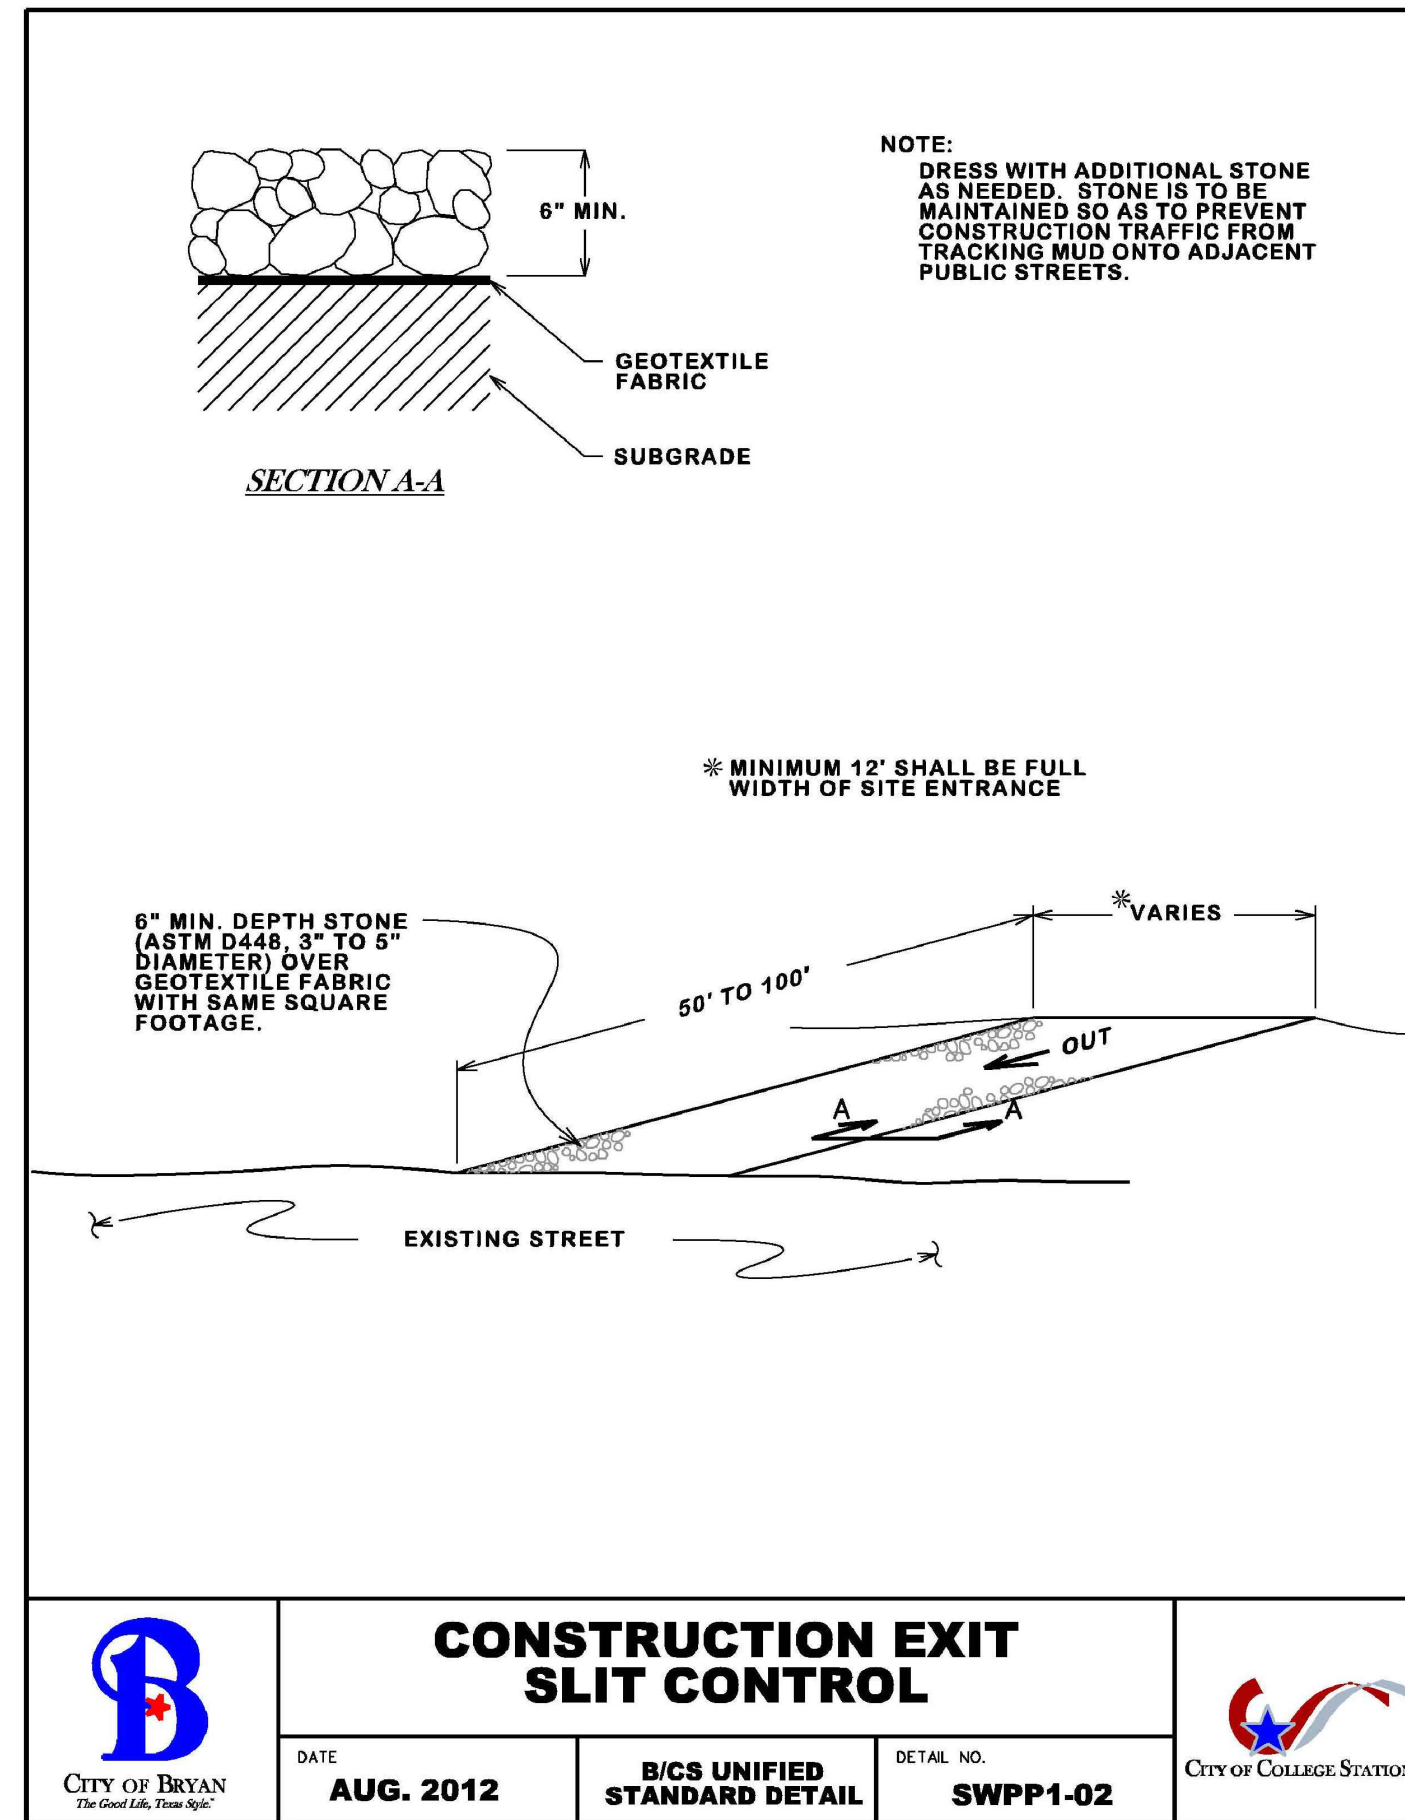 6" MIN.
GEOTEXTILE
FABRIC
SUBGRADE
SECTION A-A
NOTE:
DRESS WITH ADDITIONAL STONE
AS NEEDED. STONE IS TO BE
MAINTAINED SO AS TO PREVENT
CONSTRUCTION TRAFFIC FROM
TRACKING MUD ONTO ADJACENT
PUBLIC STREETS.
* MINIMUM 12' SHALL BE FULL
WIDTH OF SITE ENTRANCE
6" MIN. DEPTH STONE
(ASTM D448, 3" TO 5"
DIAMETER) OVER
GEOTEXTILE FABRIC
WITH SAME SQUARE
FOOTAGE.
50' TO 100'
*VARIES
OUT
A
A
EXISTING STREET
B
CITY OF BRYAN
The Good Life, Texas Style.™
CONSTRUCTION EXIT
SLIT CONTROL
DATE
AUG. 2012
B/CS UNIFIED
STANDARD DETAIL
DETAIL NO.
SWPP1-02
CITY OF COLLEGE STATION